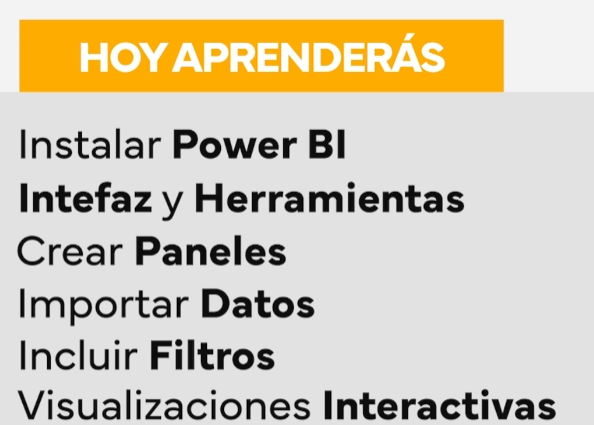 HOY APRENDERÁS
Instalar Power BI
Intefaz y Herramientas
Crear Paneles
Importar Datos
Incluir Filtros
Visualizaciones Interactivas